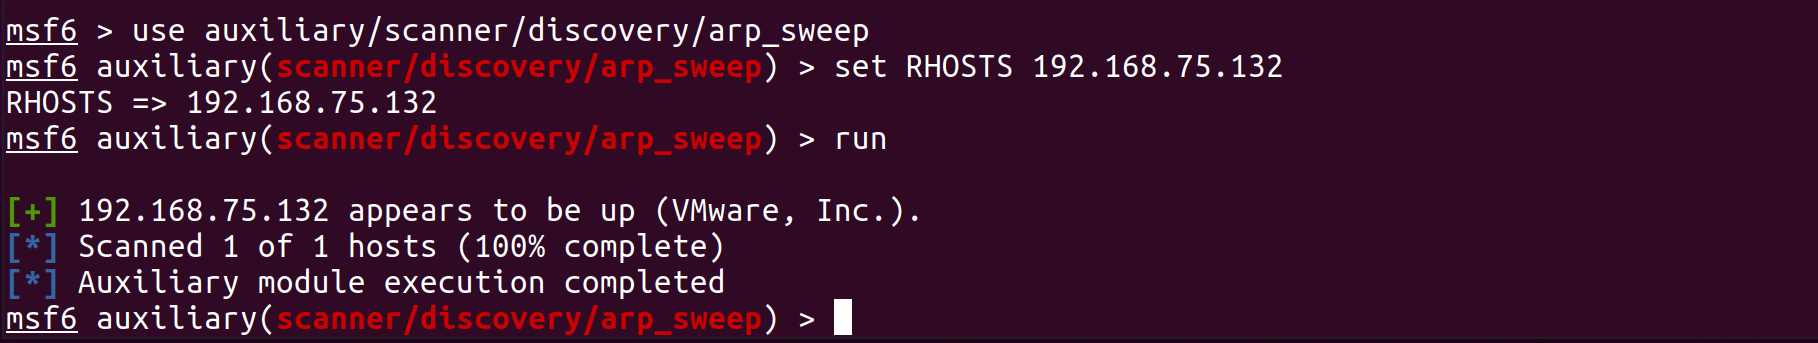 msf6 > use auxiliary/scanner/discovery/arp_sweep
msf6 auxiliary(scanner/discovery/arp_sweep) > set RHOSTS 192.168.75.132
RHOSTS => 192.168.75.132
msf6 auxiliary(scanner/discovery/arp_sweep) > run
[+] 192.168.75.132 appears to be up (VMware, Inc.).
[*] Scanned 1 of 1 hosts (100% complete)
[*] Auxiliary module execution completed
msf6 auxiliary(scanner/discovery/arp_sweep) >